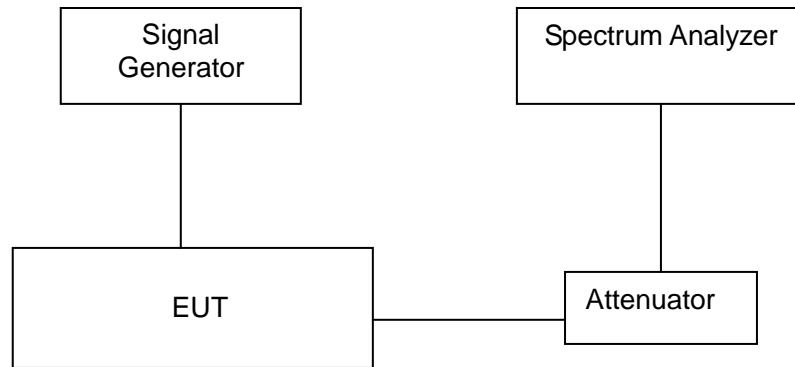 Signal
Generator
Spectrum Analyzer
EUT
Attenuator